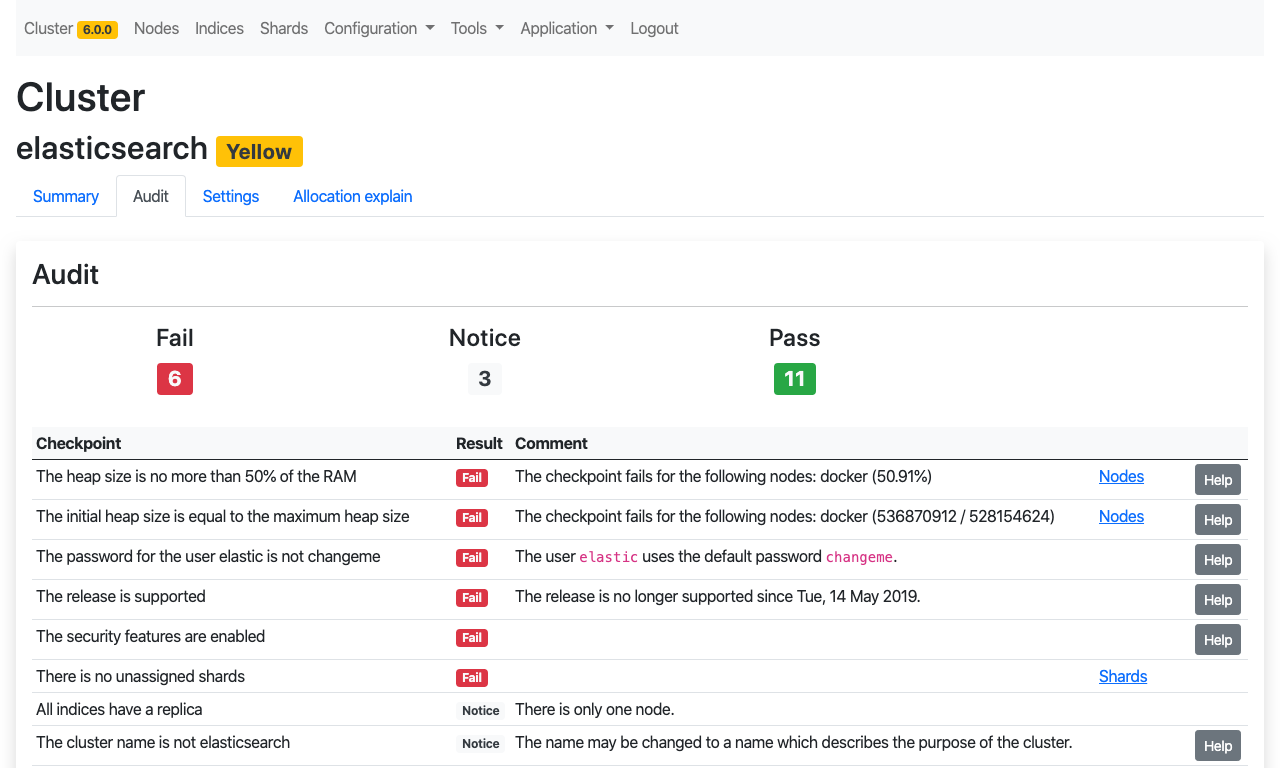 Cluster 6.0.0 Nodes Indices Shards Configuration Tools Application Logout
Cluster
elasticsearch Yellow
Summary Audit Settings Allocation explain
Audit
Fail Notice Pass
6 3 11
Checkpoint Result Comment
The heap size is no more than 50% of the RAM Fail The checkpoint fails for the following nodes: docker (50.91%) Nodes Help
The initial heap size is equal to the maximum heap size Fail The checkpoint fails for the following nodes: docker (536870912 / 528154624) Nodes Help
The password for the user elastic is not changeme Fail The user elastic uses the default password changeme. Help
The release is supported Fail The release is no longer supported since Tue, 14 May 2019. Help
The security features are enabled Fail Help
There is no unassigned shards Fail Shards
All indices have a replica Notice There is only one node.
The cluster name is not elasticsearch Notice The name may be changed to a name which describes the purpose of the cluster. Help